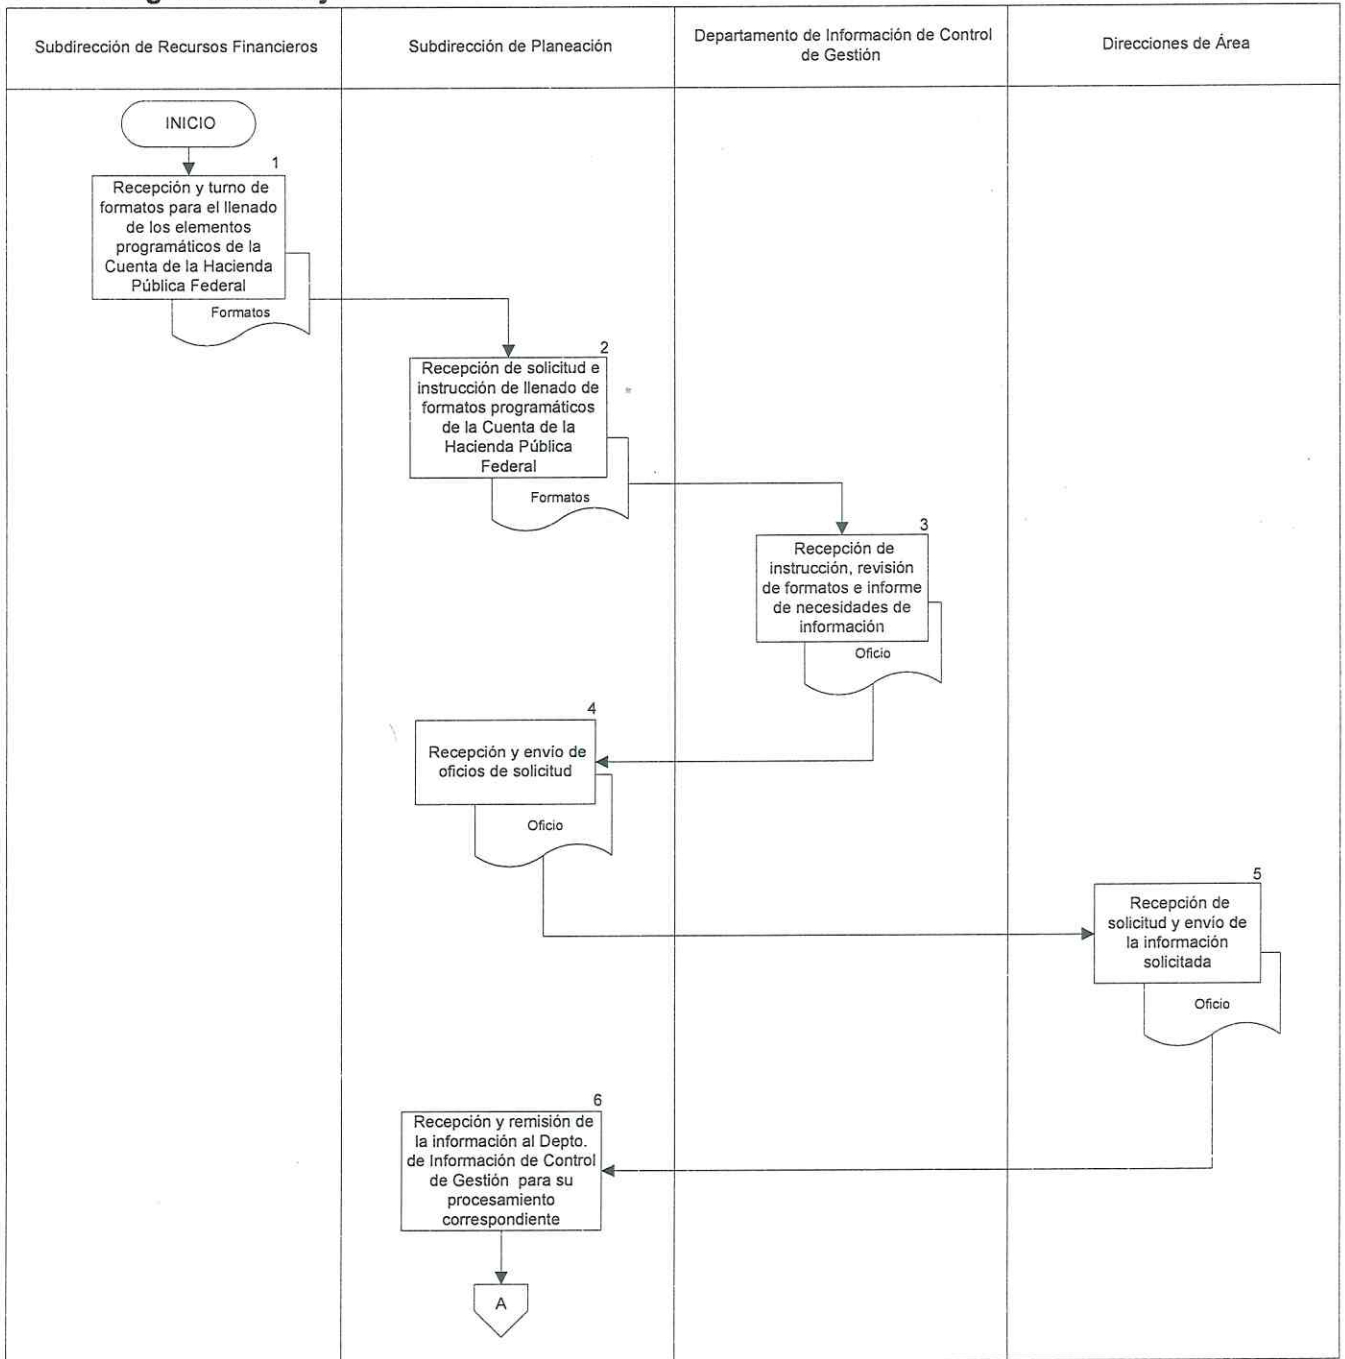 Subdirección de Recursos Financieros
Subdirección de Planeación
Departamento de Información de Control
de Gestión
Direcciones de Área
INICIO
1
Recepción y turno de
formatos para el llenado
de los elementos
programáticos de la
Cuenta de la Hacienda
Pública Federal
Formatos
2
Recepción de solicitud e
instrucción de llenado de
formatos programáticos
de la Cuenta de la
Hacienda Pública
Federal
Formatos
3
Recepción de
instrucción, revisión
de formatos e informe
de necesidades de
información
Oficio
4
Recepción y envío de
oficios de solicitud
Oficio
5
Recepción de
solicitud y envío de
la información
solicitada
Oficio
6
Recepción y remisión de
la información al Depto.
de Información de Control
de Gestión para su
procesamiento
correspondiente
A